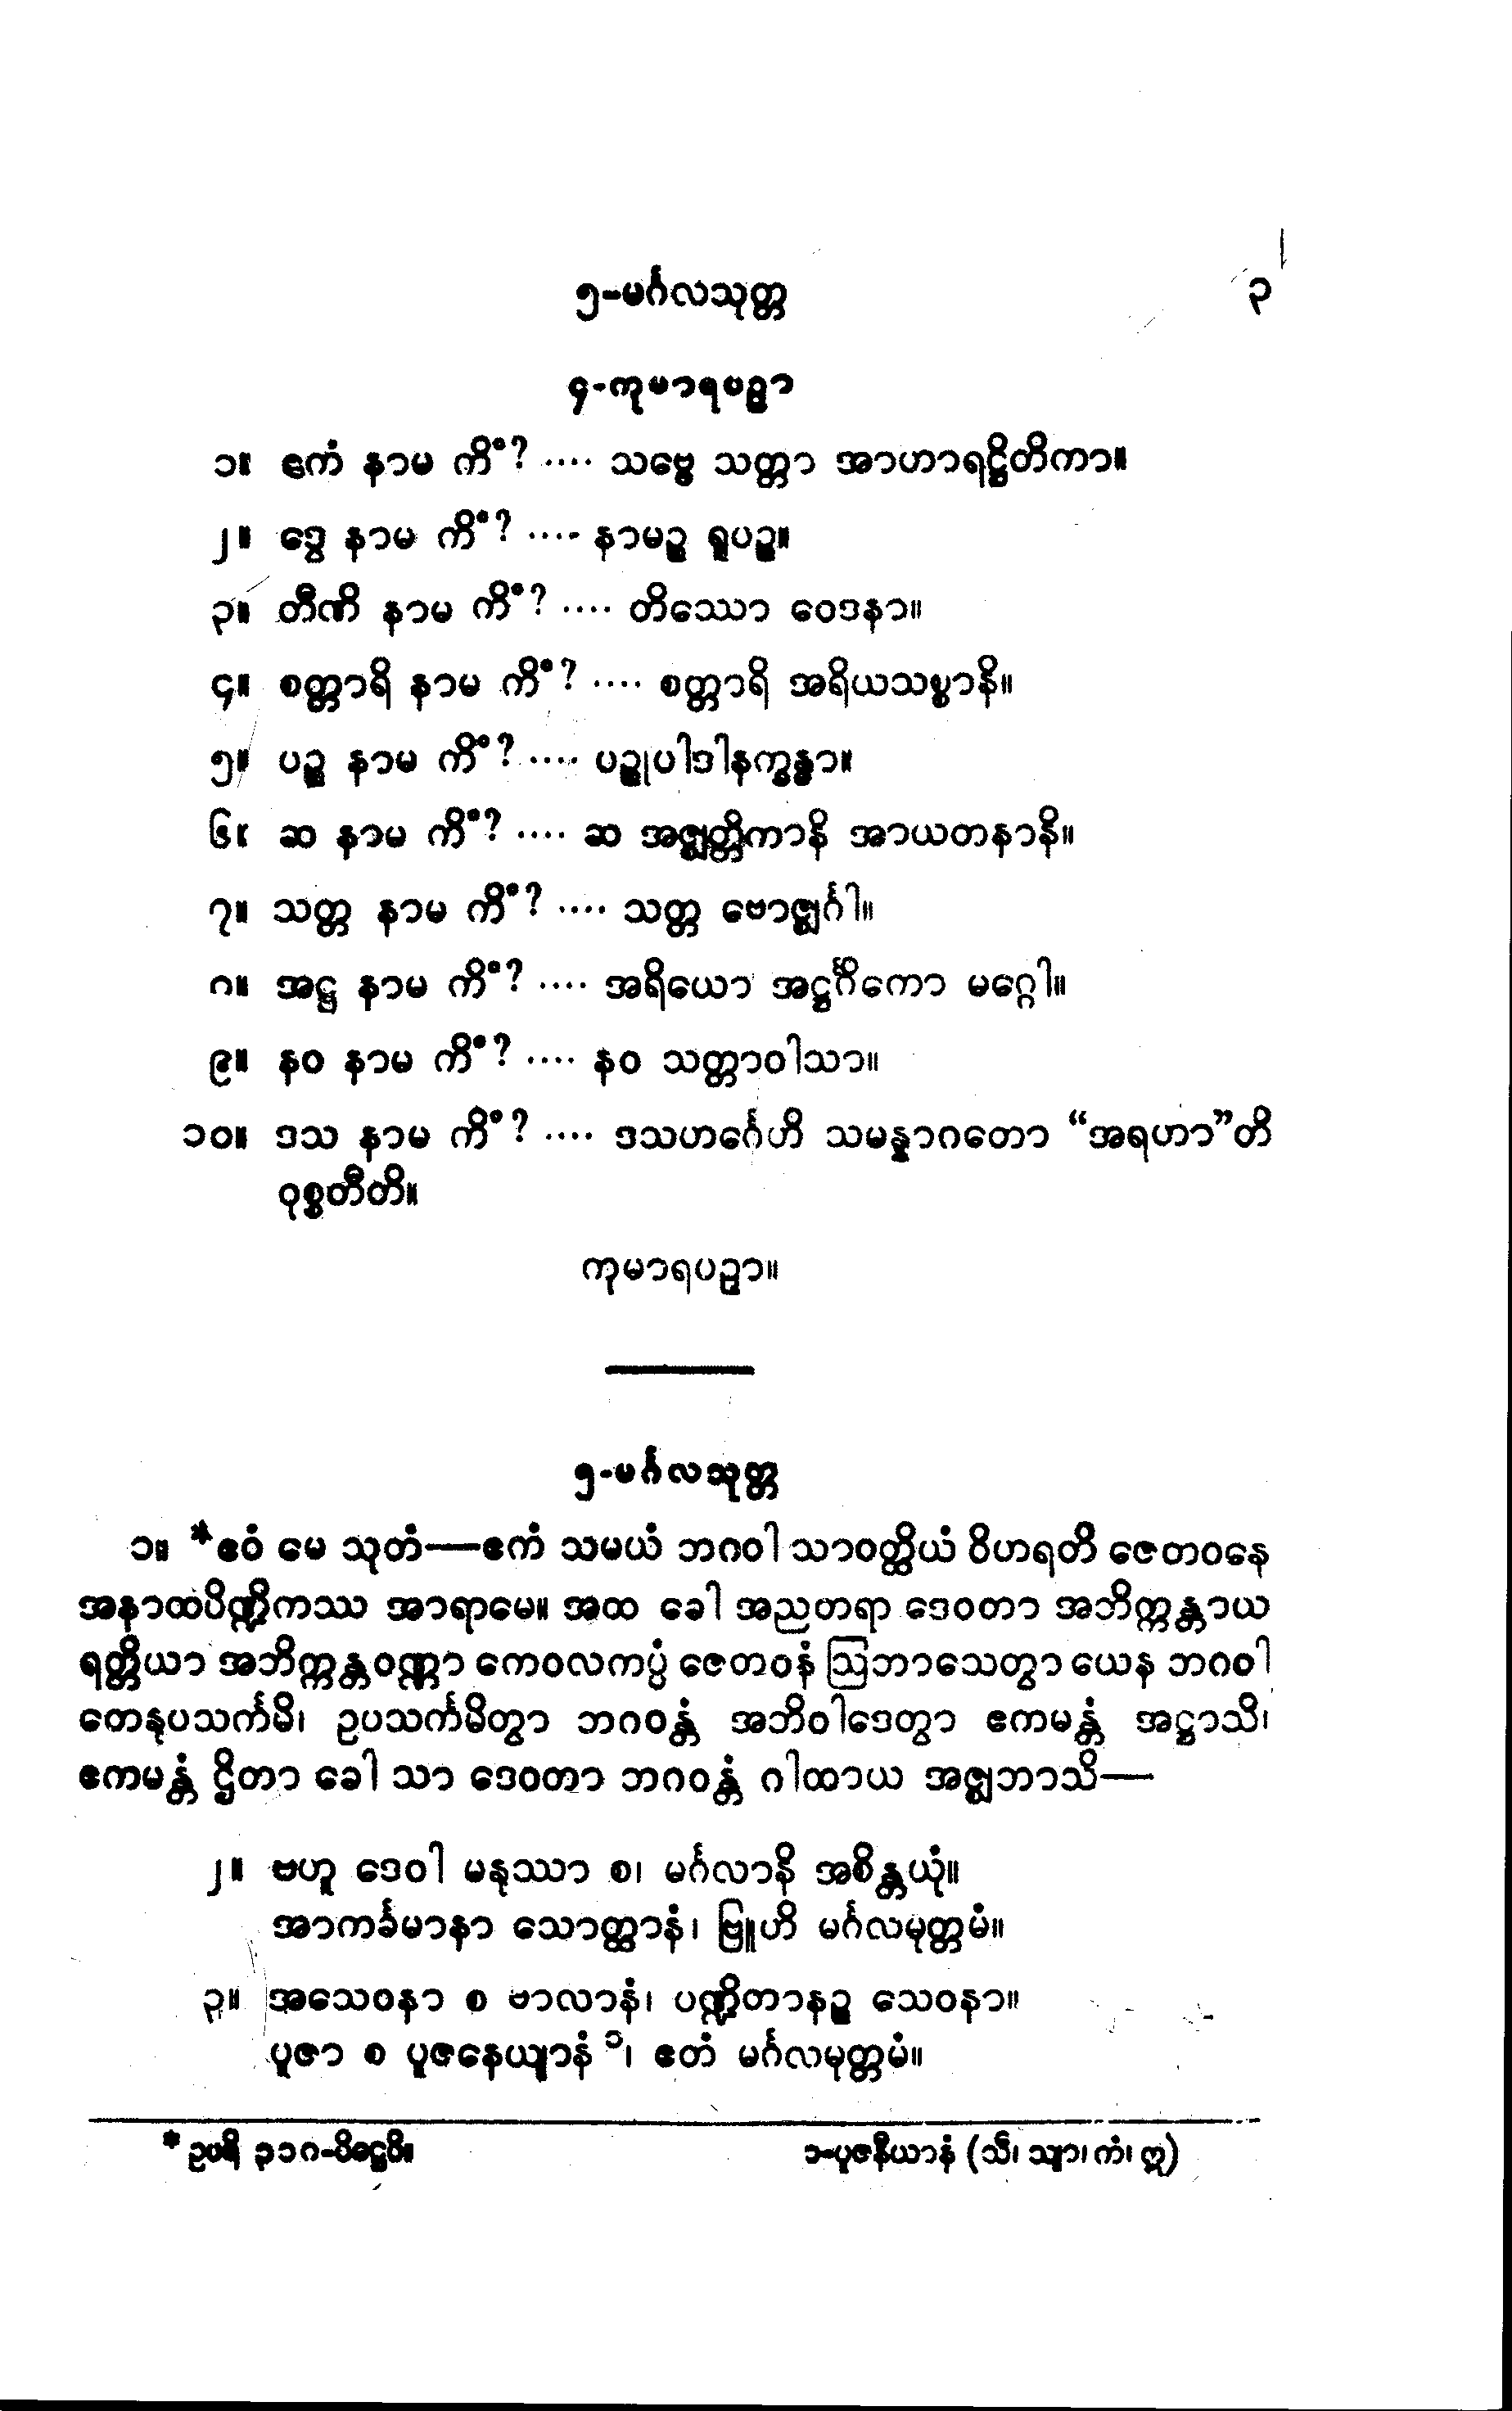 ၅-မင်္ဂလသုတ္တ ၃
၄-ကုမာရပဉှာ
၁။ ဧကံ နာမ ကိံ? .... သဗ္ဗေ သတ္တာ အာဟာရဋ္ဌိတိကာ။
၂။ ဒွေ နာမ ကိံ? .... နာမဉ္စ ရူပဉ္စ။
၃။ တီဏိ နာမ ကိံ? .... တိဿော ဝေဒနာ။
၄။ စတ္တာရိ နာမ ကိံ? .... စတ္တာရိ အရိယသစ္စာနိ။
၅။ ပဉ္စ နာမ ကိံ? .... ပဉ္စုပါဒါနက္ခန္ဓာ။
၆။ ဆ နာမ ကိံ? .... ဆ အဇ္ဈတ္တိကာနိ အာယတနာနိ။
၇။ သတ္တ နာမ ကိံ? .... သတ္တ ဗောဇ္ဈင်္ဂါ။
၈။ အဋ္ဌ နာမ ကိံ? .... အရိယော အဋ္ဌင်္ဂိကော မဂ္ဂေါ။
၉။ နဝ နာမ ကိံ? .... နဝ သတ္တာဝါသာ။
၁၀။ ဒသ နာမ ကိံ? .... ဒသဟင်္ဂေဟိ သမန္နာဂတော “အရဟာ”တိ
ဝုစ္စတီတိ။
ကုမာရပဉှာ။
၅-မင်္ဂလသုတ္တ
၁။ *ဧဝံ မေ သုတံ—ဧကံ သမယံ ဘဂဝါ သာဝတ္ထိယံ ဝိဟရတိ ဇေတဝနေ
အနာထပိဏ္ဍိကဿ အာရာမေ။ အထ ခေါ အညတရာ ဒေဝတာ အဘိက္ကန္တာယ
ရတ္တိယာ အဘိက္ကန္တဝဏ္ဏာ ကေဝလကပ္ပံ ဇေတဝနံ ဩဘာသေတွာ ယေန ဘဂဝါ
တေနုပသင်္ကမိ၊ ဥပသင်္ကမိတွာ ဘဂဝန္တံ အဘိဝါဒေတွာ ဧကမန္တံ အဋ္ဌာသိ၊
ဧကမန္တံ ဌိတာ ခေါ သာ ဒေဝတာ ဘဂဝန္တံ ဂါထာယ အဇ္ဈဘာသိ—
၂။ ဗဟူ ဒေဝါ မနုဿာ စ၊ မင်္ဂလာနိ အစိန္တယုံ။
အာကင်္ခမာနာ သောတ္ထာနံ၊ ဗြူဟိ မင်္ဂလမုတ္တမံ။
၃။ အသေဝနာ စ ဗာလာနံ၊ ပဏ္ဍိတာနဉ္စ သေဝနာ။
ပူဇာ စ ပူဇနေယျာနံ ၁၊ ဧတံ မင်္ဂလမုတ္တမံ။
* ဥပရိ ၃၁၈-ပိဋ္ဌေပိ။ ၁-ပူဇနီယာနံ (သီ၊ သျာ၊ ကံ၊ ဣ)